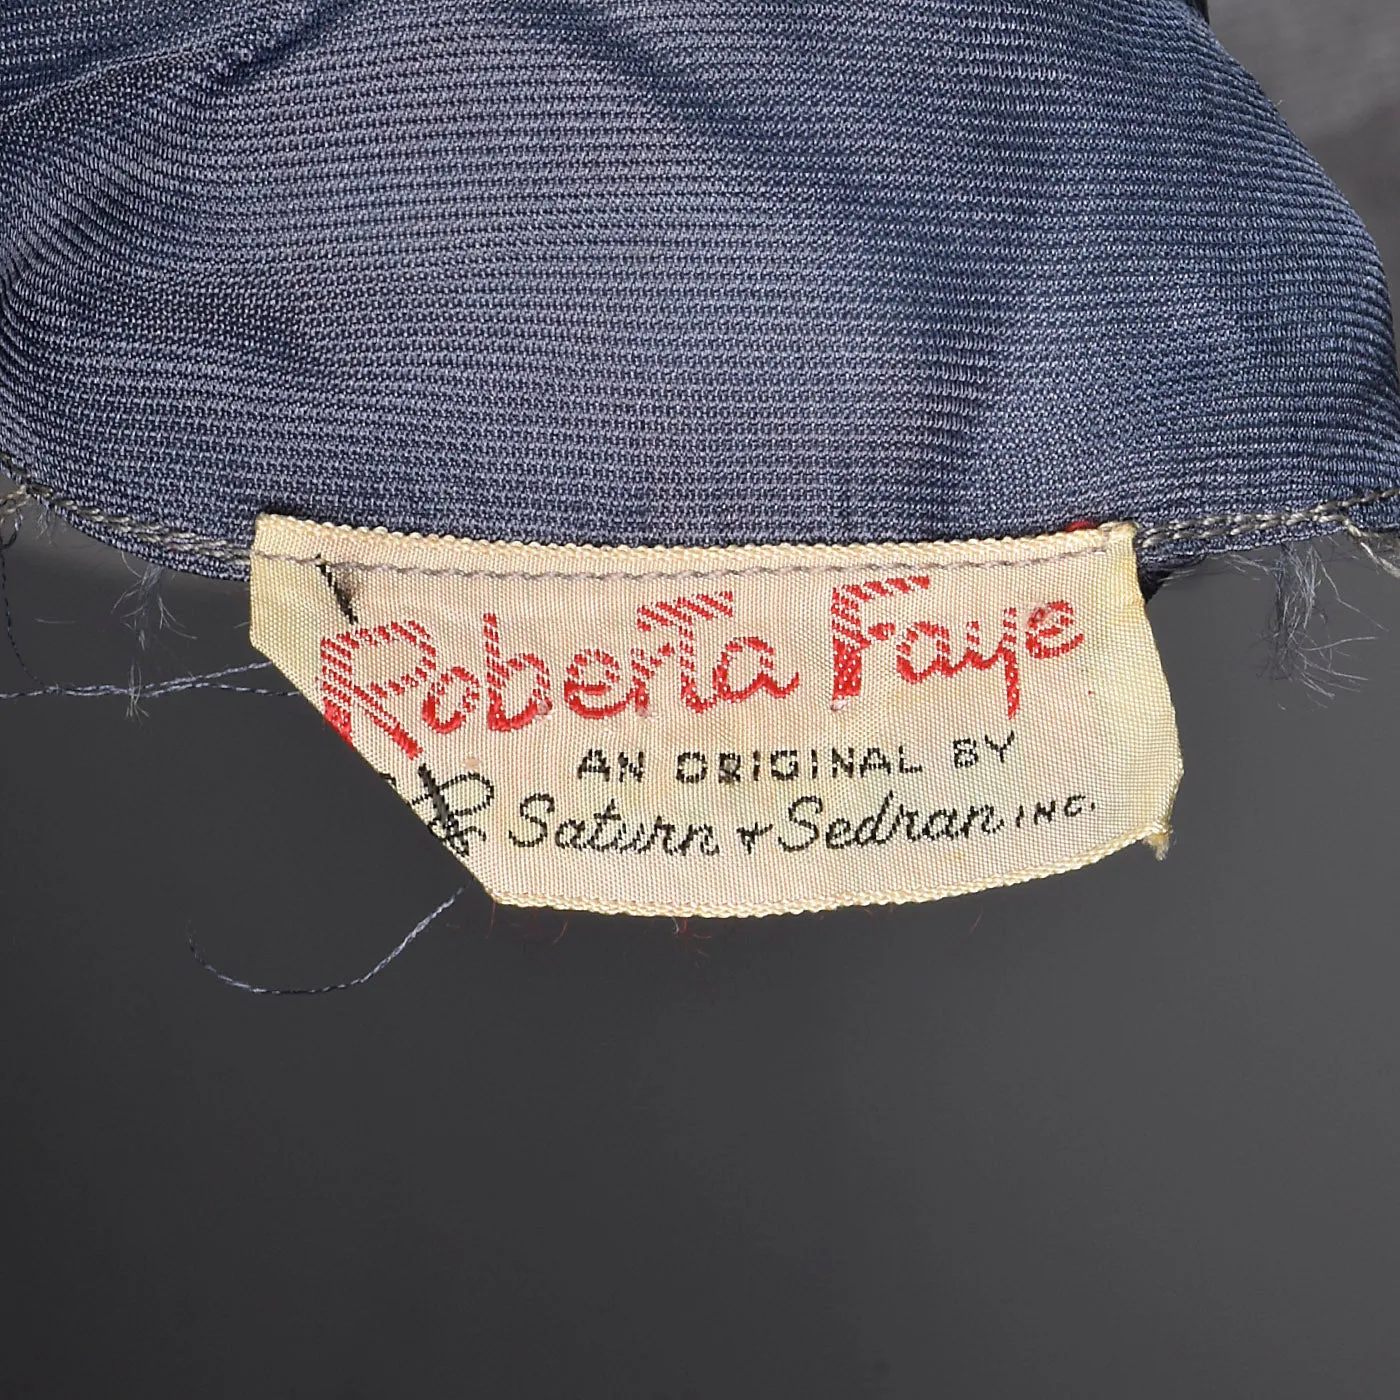 Roberta Faye
AN ORIGINAL BY
Saturn & Sedran INC.